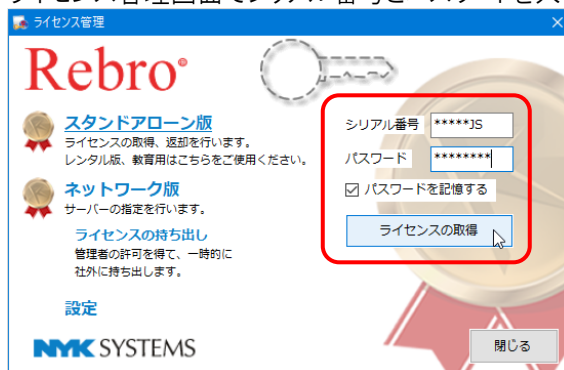 ライセンス管理
Rebro
スタンドアローン版
ライセンスの取得、返却を行います。
レンタル版、教育用はこちらをご使用ください。
シリアル番号 *****JS
パスワード ********
パスワードを記憶する
ライセンスの取得
ネットワーク版
サーバーの指定を行います。
ライセンスの持ち出し
管理者の許可を得て、一時的に
社外に持ち出します。
設定
NYK SYSTEMS
閉じる